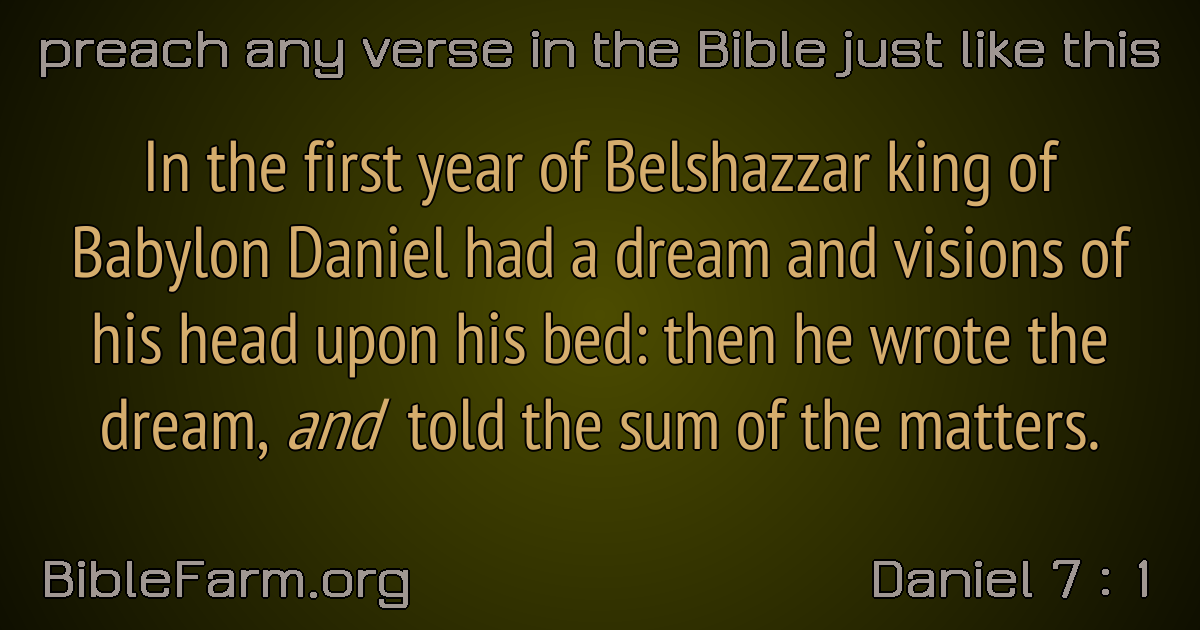 preach any verse in the Bible just like this
In the first year of Belshazzar king of
Babylon Daniel had a dream and visions of
his head upon his bed: then he wrote the
dream, and told the sum of the matters.
BibleFarm.org
Daniel 7 : 1